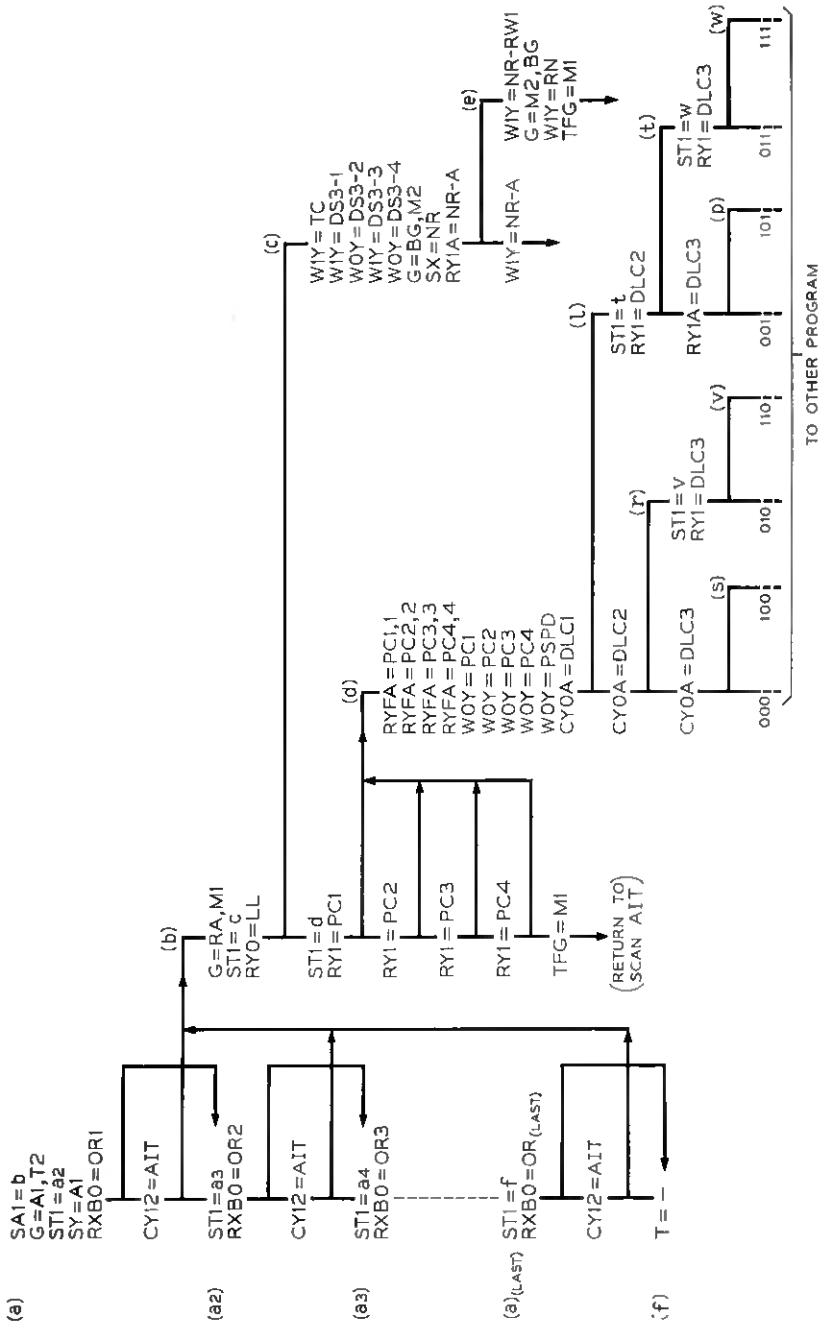 (a)
SA1=b
G=A1,T2
ST1=a2
SY=A1
RXB0=OR1
CY12=AIT
(a2)
ST1=a3
RXB0=OR2
CY12=AIT
(a3)
ST1=a4
RXB0=OR3
(a)(LAST)
ST1=f
RXB0=OR(LAST)
CY12=AIT
(f)
T=-
(b)
G=RA,M1
ST1=c
RY0=LL
ST1=d
RY1=PC1
RY1=PC2
RY1=PC3
RY1=PC4
TFG=M1
(RETURN TO
SCAN AIT)
(c)
W1Y=TC
W1Y=DS3-1
W0Y=DS3-2
W1Y=DS3-3
W0Y=DS3-4
G=BG,M2
SX=NR
RY1A=NR-A
W1Y=NR-A
(e)
W1Y=NR-RW1
G=M2,BG
W1Y=RN
TFG=M1
(d)
RYFA=PC1,1
RYFA=PC2,2
RYFA=PC3,3
RYFA=PC4,4
W0Y=PC1
W0Y=PC2
W0Y=PC3
W0Y=PC4
W0Y=PSPD
CY0A=DLC1
CY0A=DLC2
CY0A=DLC3
(l)
ST1=t
RY1=DLC2
RY1A=DLC3
(r)
ST1=v
RY1=DLC3
(t)
ST1=w
RY1=DLC3
(s)
(v)
(p)
(w)
000
100
010
110
001
101
011
111
TO OTHER PROGRAM